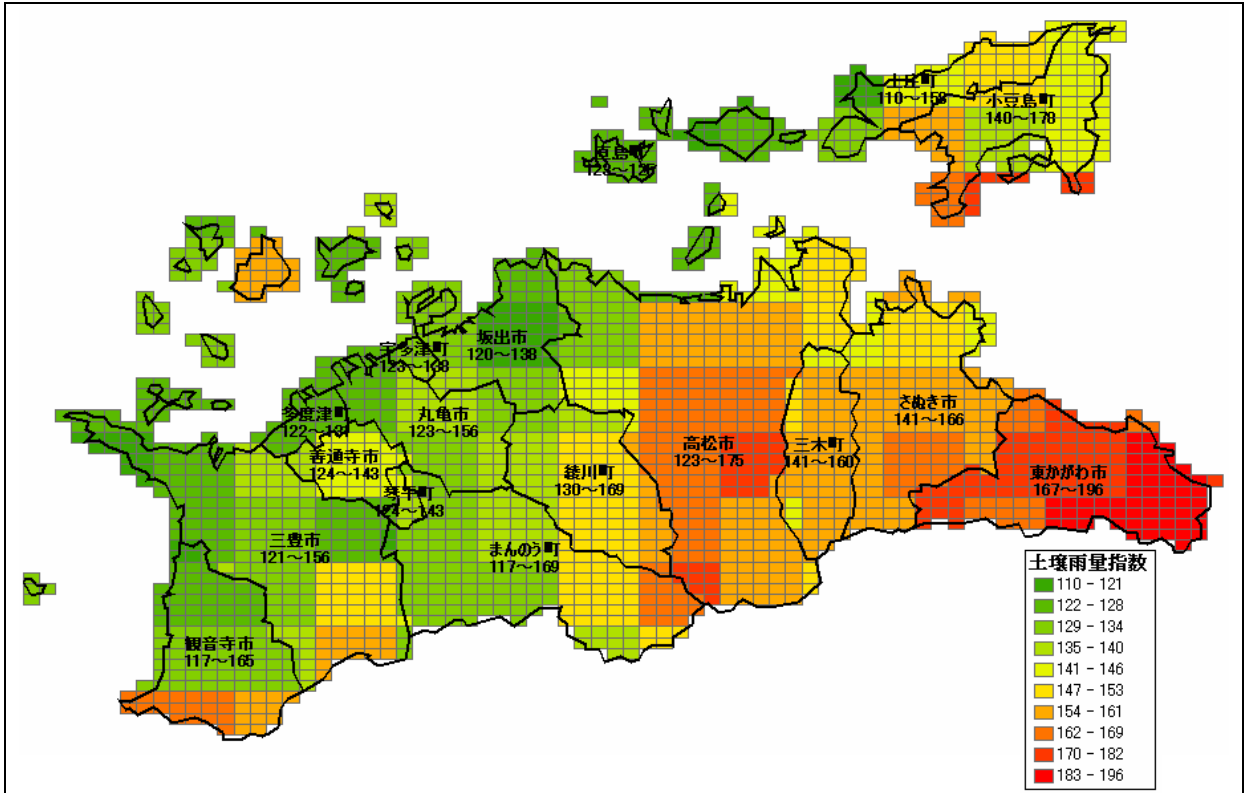 土庄町
110～158
小豆島町
140～178
直島町
123～126
坂出市
120～138
宇多津町
123～138
さぬき市
141～166
多度津町
122～137
丸亀市
123～156
高松市
123～175
三木町
141～160
善通寺市
124～143
綾川町
130～169
東かがわ市
167～196
琴平町
124～143
三豊市
121～156
まんのう町
117～169
観音寺市
117～165
土壌雨量指数
110 - 121
122 - 128
129 - 134
135 - 140
141 - 146
147 - 153
154 - 161
162 - 169
170 - 182
183 - 196